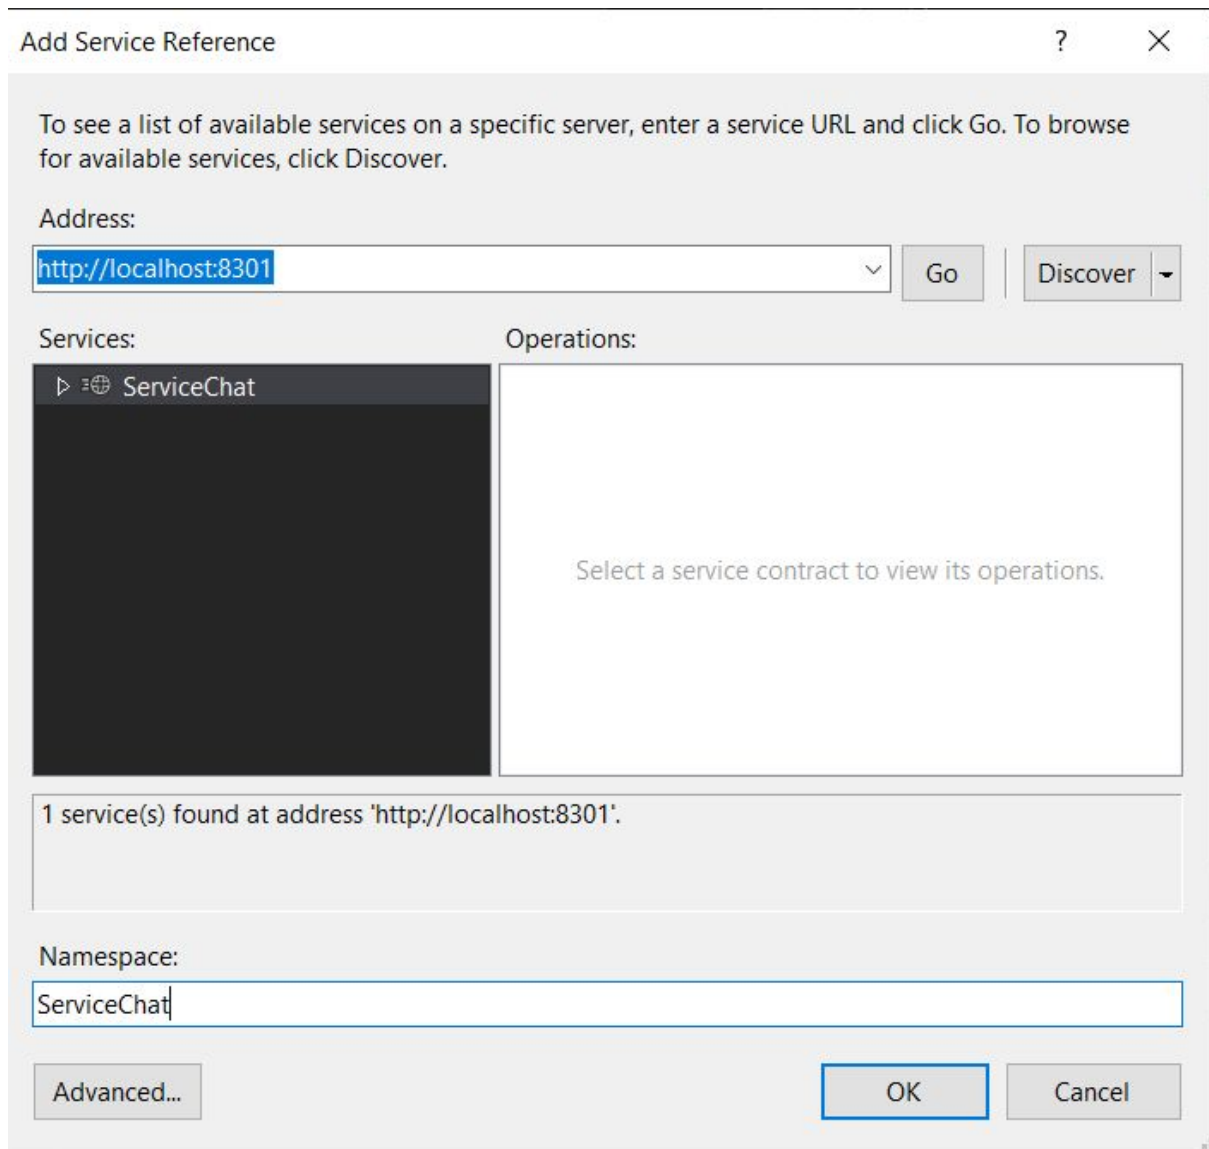 Add Service Reference
?
To see a list of available services on a specific server, enter a service URL and click Go. To browse
for available services, click Discover.
Address:
http://localhost:8301
Go
Discover
Services:
Operations:
ServiceChat
Select a service contract to view its operations.
1 service(s) found at address 'http://localhost:8301'.
Namespace:
ServiceChat
Advanced...
OK
Cancel